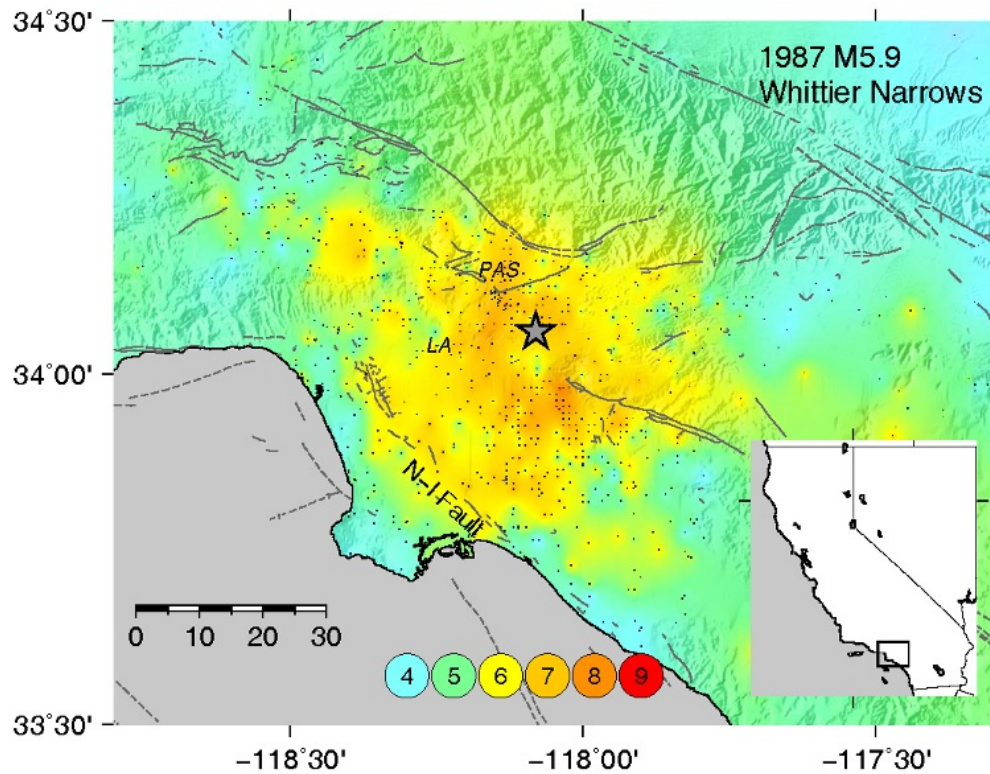 34˚30'
1987 M5.9
Whittier Narrows
PAS
LA
34˚00'
N-I Fault
0 10 20 30
4 5 6 7 8 9
33˚30'
-118˚30' -118˚00' -117˚30'